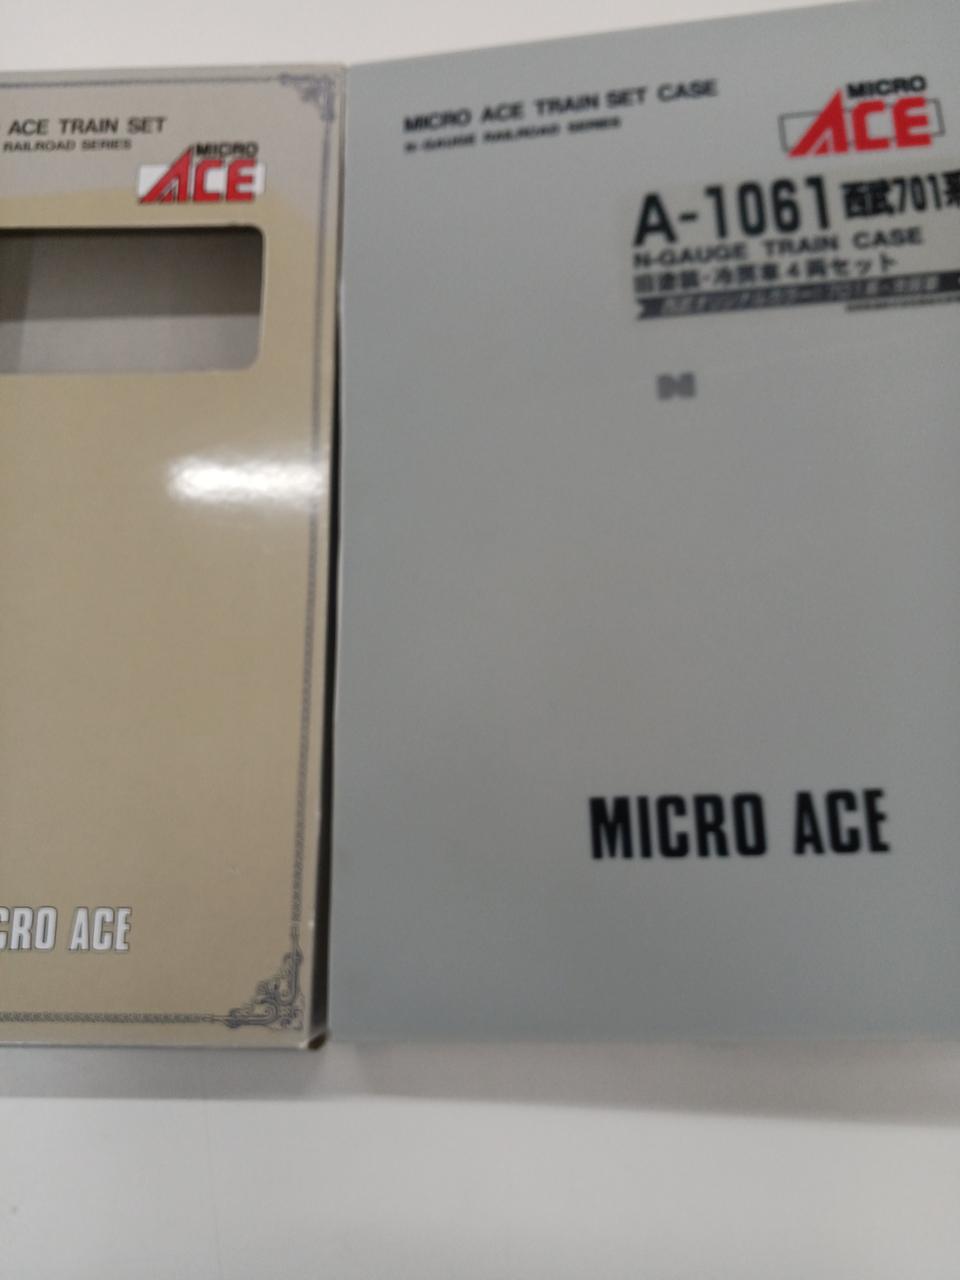 ACE TRAIN SET
RAILROAD SERIES
MICRO
ACE
CRO ACE
MICRO ACE TRAIN SET CASE
N-GAUGE RAILROAD SERIES
MICRO
ACE
A-1061 西武701系
N-GAUGE TRAIN CASE
旧塗装・冷房車4両セット
MICRO ACE